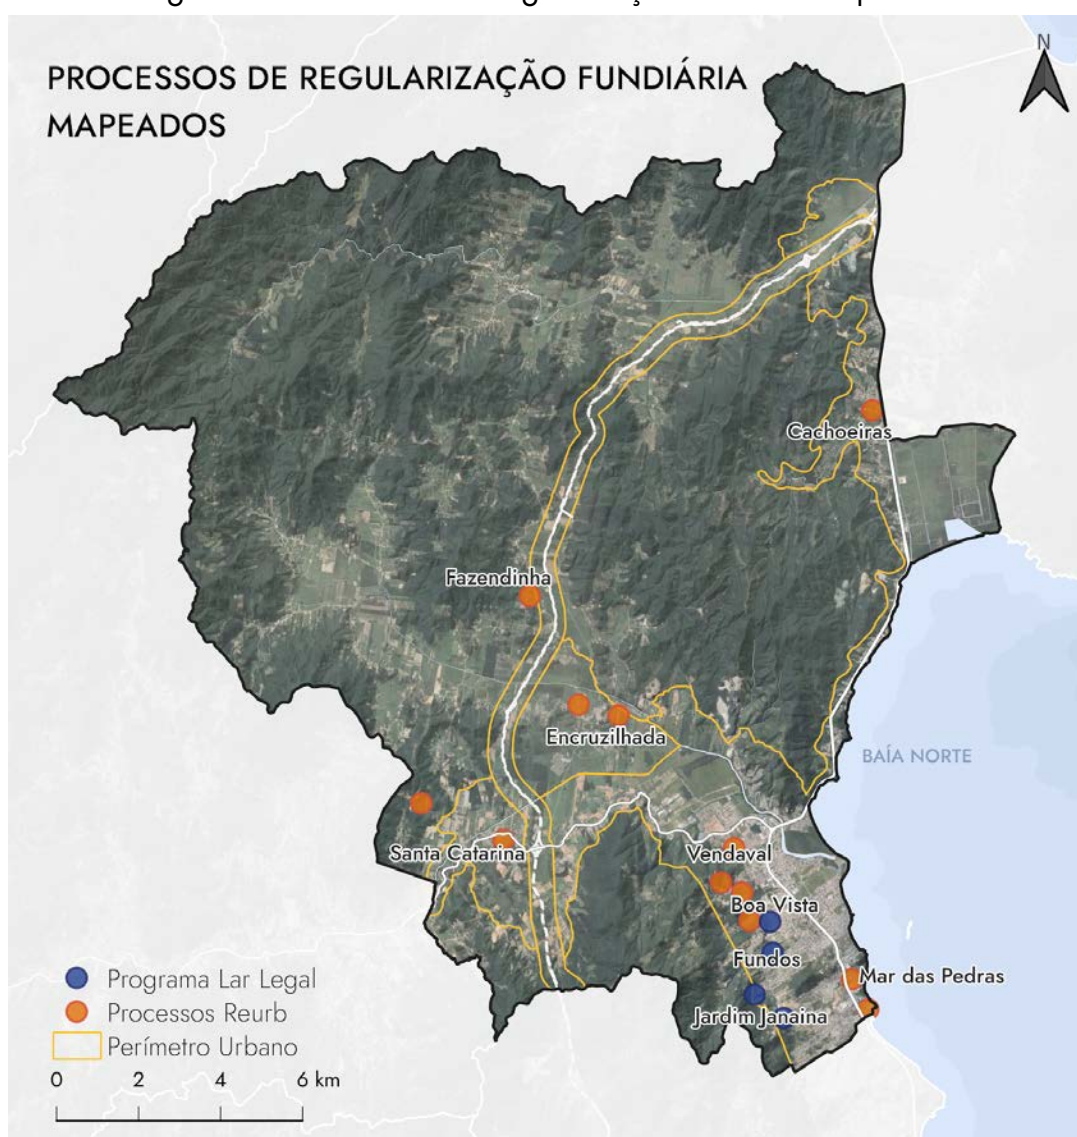 PROCESSOS DE REGULARIZAÇÃO FUNDIÁRIA
MAPEADOS
N
Cachoeiras
Fazendinha
Encruzilhada
BAÍA NORTE
Santa Catarina
Vendaval
Boa Vista
Fundos
Mar das Pedras
Jardim Janaina
Programa Lar Legal
Processos Reurb
Perímetro Urbano
0 2 4 6 km